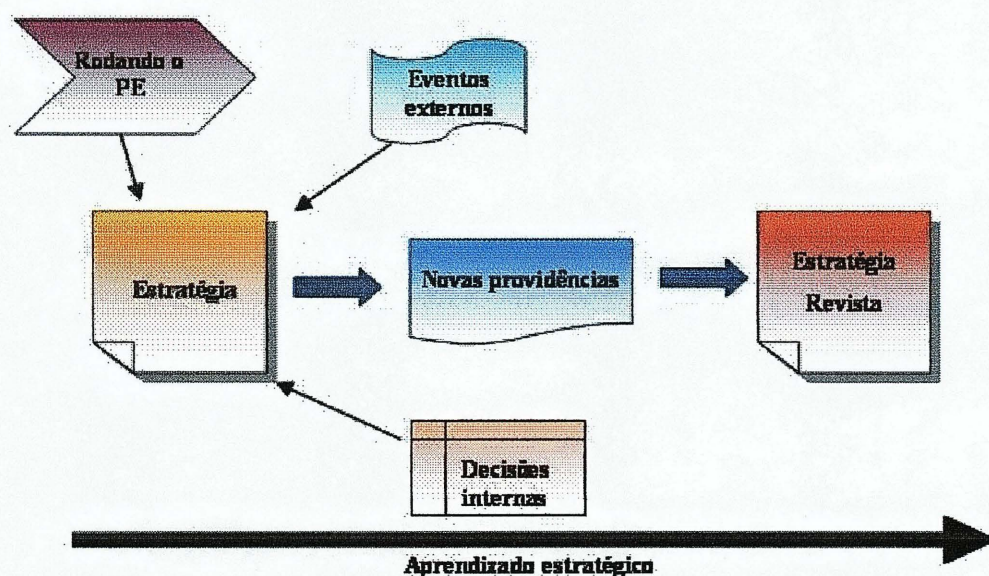 Rodando o
PE
Eventos
externos
Estratégia
Novas providências
Estratégia
Revista
Decisões
internas
Aprendizado estratégico